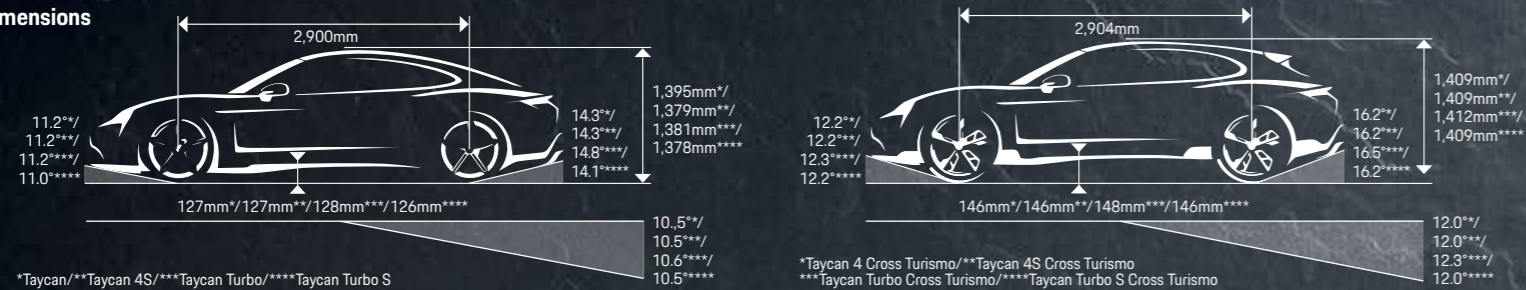 mensions
2,900mm
1,395mm*/
1,379mm**/
1,381mm***/
1,378mm****
11.2°*/
11.2°**/
11.2°***/
11.0°****
14.3°*/
14.3°**/
14.8°***/
14.1°****
127mm*/127mm**/128mm***/126mm****
10.,5°*/
10.5°**/
10.6°***/
10.5°****
*Taycan/**Taycan 4S/***Taycan Turbo/****Taycan Turbo S
2,904mm
1,409mm*/
1,409mm**/
1,412mm***/
1,409mm****
12.2°*/
12.2°**/
12.3°***/
12.2°****
16.2°*/
16.2°**/
16.5°***/
16.2°****
146mm*/146mm**/148mm***/146mm****
12.0°*/
12.0°**/
12.3°***/
12.0°****
*Taycan 4 Cross Turismo/**Taycan 4S Cross Turismo
***Taycan Turbo Cross Turismo/****Taycan Turbo S Cross Turismo